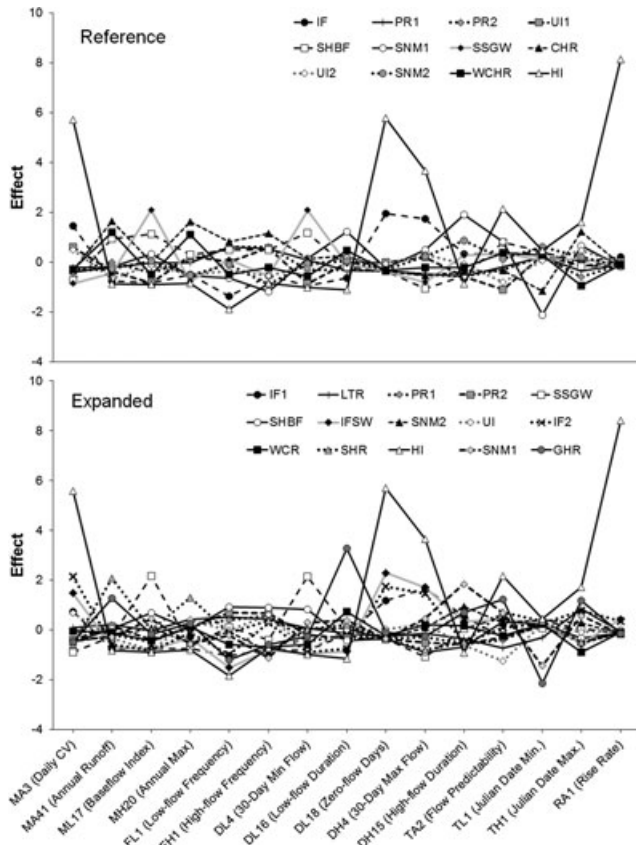 10
Reference
IF PR1 PR2 UI1
SHBF SNM1 SSGW CHR
UI2 SNM2 WCHR HI
8
6
4
2
0
-2
-4
Effect
10
Expanded
IF1 LTR PR1 PR2 SSGW
SHBF IFSW SNM2 UI IF2
WCR SHR HI SNM1 GHR
8
6
4
2
0
-2
-4
Effect
MA3 (Daily CV)
MA41 (Annual Runoff)
ML17 (Baseflow Index)
MH20 (Annual Max)
FL1 (Low-flow Frequency)
FH1 (High-flow Frequency)
DL4 (30-Day Min Flow)
DL16 (Low-flow Duration)
DL18 (Zero-flow Days)
DH4 (30-Day Max Flow)
DH15 (High-flow Duration)
TA2 (Flow Predictability)
TL1 (Julian Date Min.)
TH1 (Julian Date Max.)
RA1 (Rise Rate)